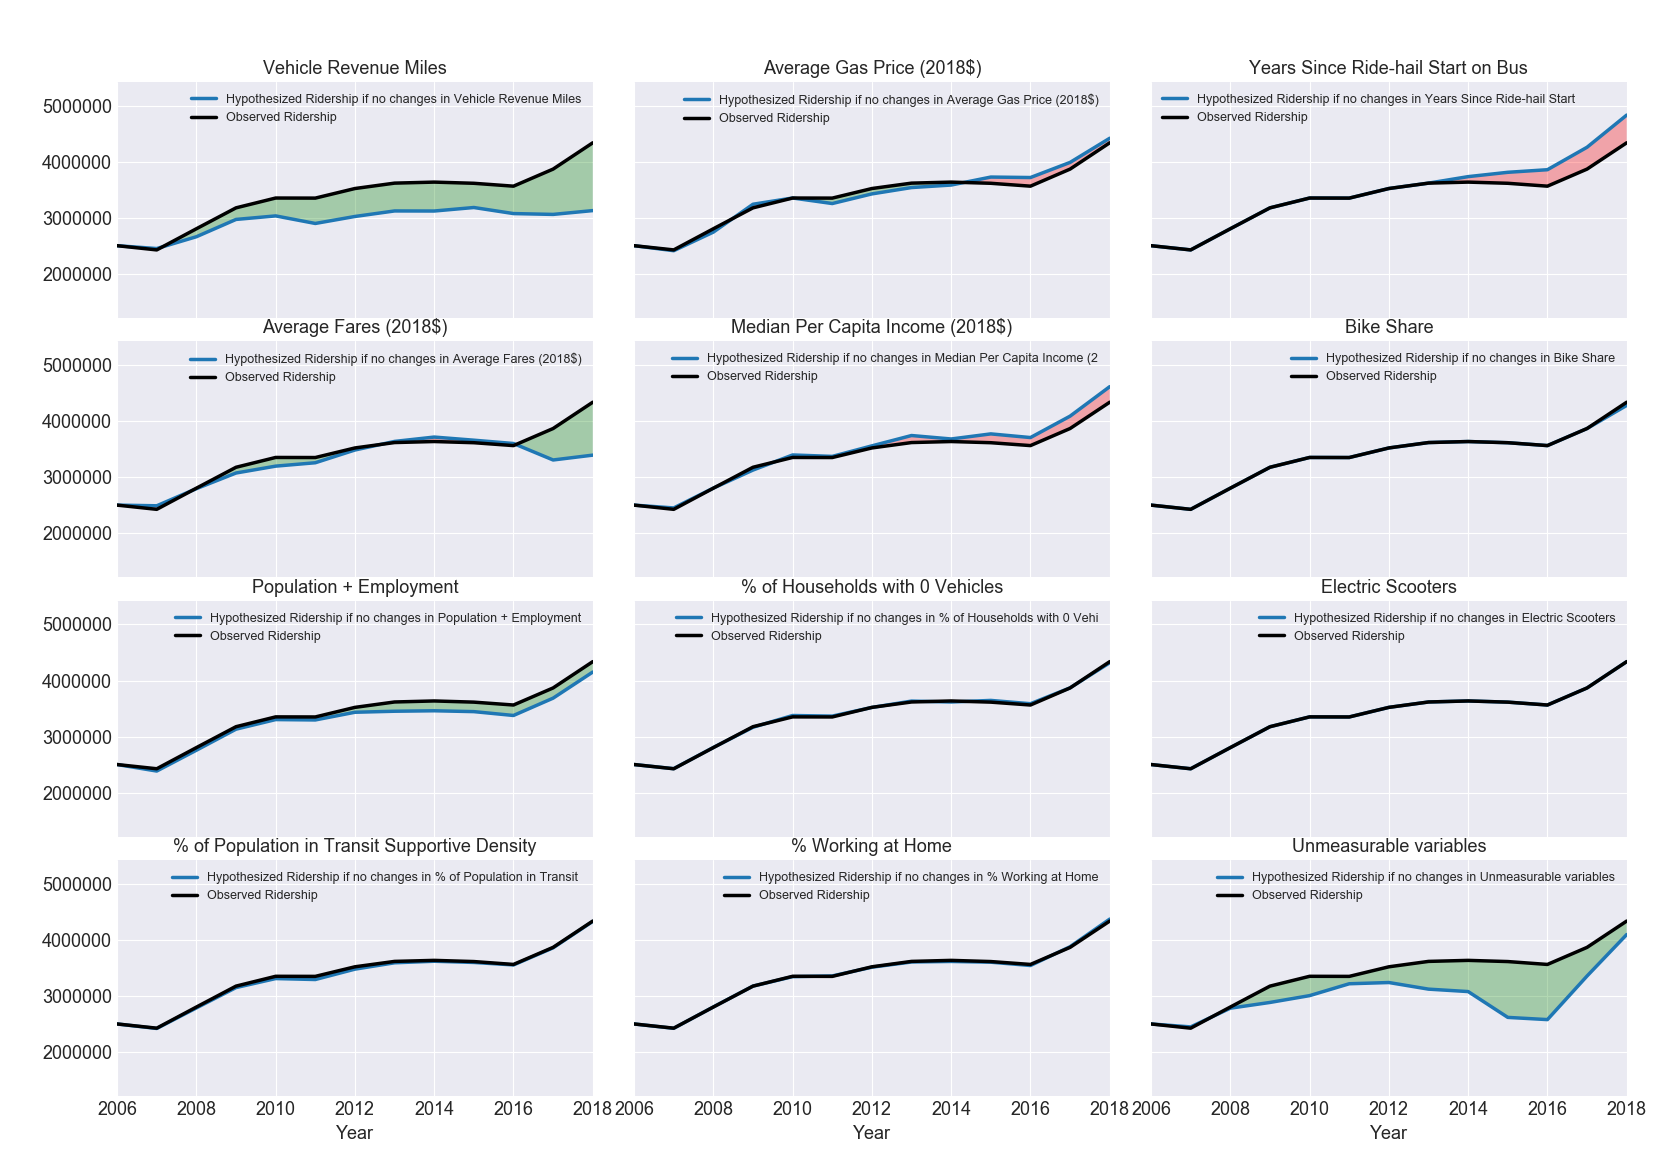 Vehicle Revenue Miles
Hypothesized Ridership if no changes in Vehicle Revenue Miles
Observed Ridership
5000000
4000000
3000000
2000000
Average Gas Price (2018$)
Hypothesized Ridership if no changes in Average Gas Price (2018$)
Observed Ridership
Years Since Ride-hail Start on Bus
Hypothesized Ridership if no changes in Years Since Ride-hail Start
Observed Ridership
Average Fares (2018$)
Hypothesized Ridership if no changes in Average Fares (2018$)
Observed Ridership
5000000
4000000
3000000
2000000
Median Per Capita Income (2018$)
Hypothesized Ridership if no changes in Median Per Capita Income (2
Observed Ridership
Bike Share
Hypothesized Ridership if no changes in Bike Share
Observed Ridership
Population + Employment
Hypothesized Ridership if no changes in Population + Employment
Observed Ridership
5000000
4000000
3000000
2000000
% of Households with 0 Vehicles
Hypothesized Ridership if no changes in % of Households with 0 Vehi
Observed Ridership
Electric Scooters
Hypothesized Ridership if no changes in Electric Scooters
Observed Ridership
% of Population in Transit Supportive Density
Hypothesized Ridership if no changes in % of Population in Transit
Observed Ridership
5000000
4000000
3000000
2000000
2006 2008 2010 2012 2014 2016 2018
Year
% Working at Home
Hypothesized Ridership if no changes in % Working at Home
Observed Ridership
2006 2008 2010 2012 2014 2016 2018
Year
Unmeasurable variables
Hypothesized Ridership if no changes in Unmeasurable variables
Observed Ridership
2006 2008 2010 2012 2014 2016 2018
Year